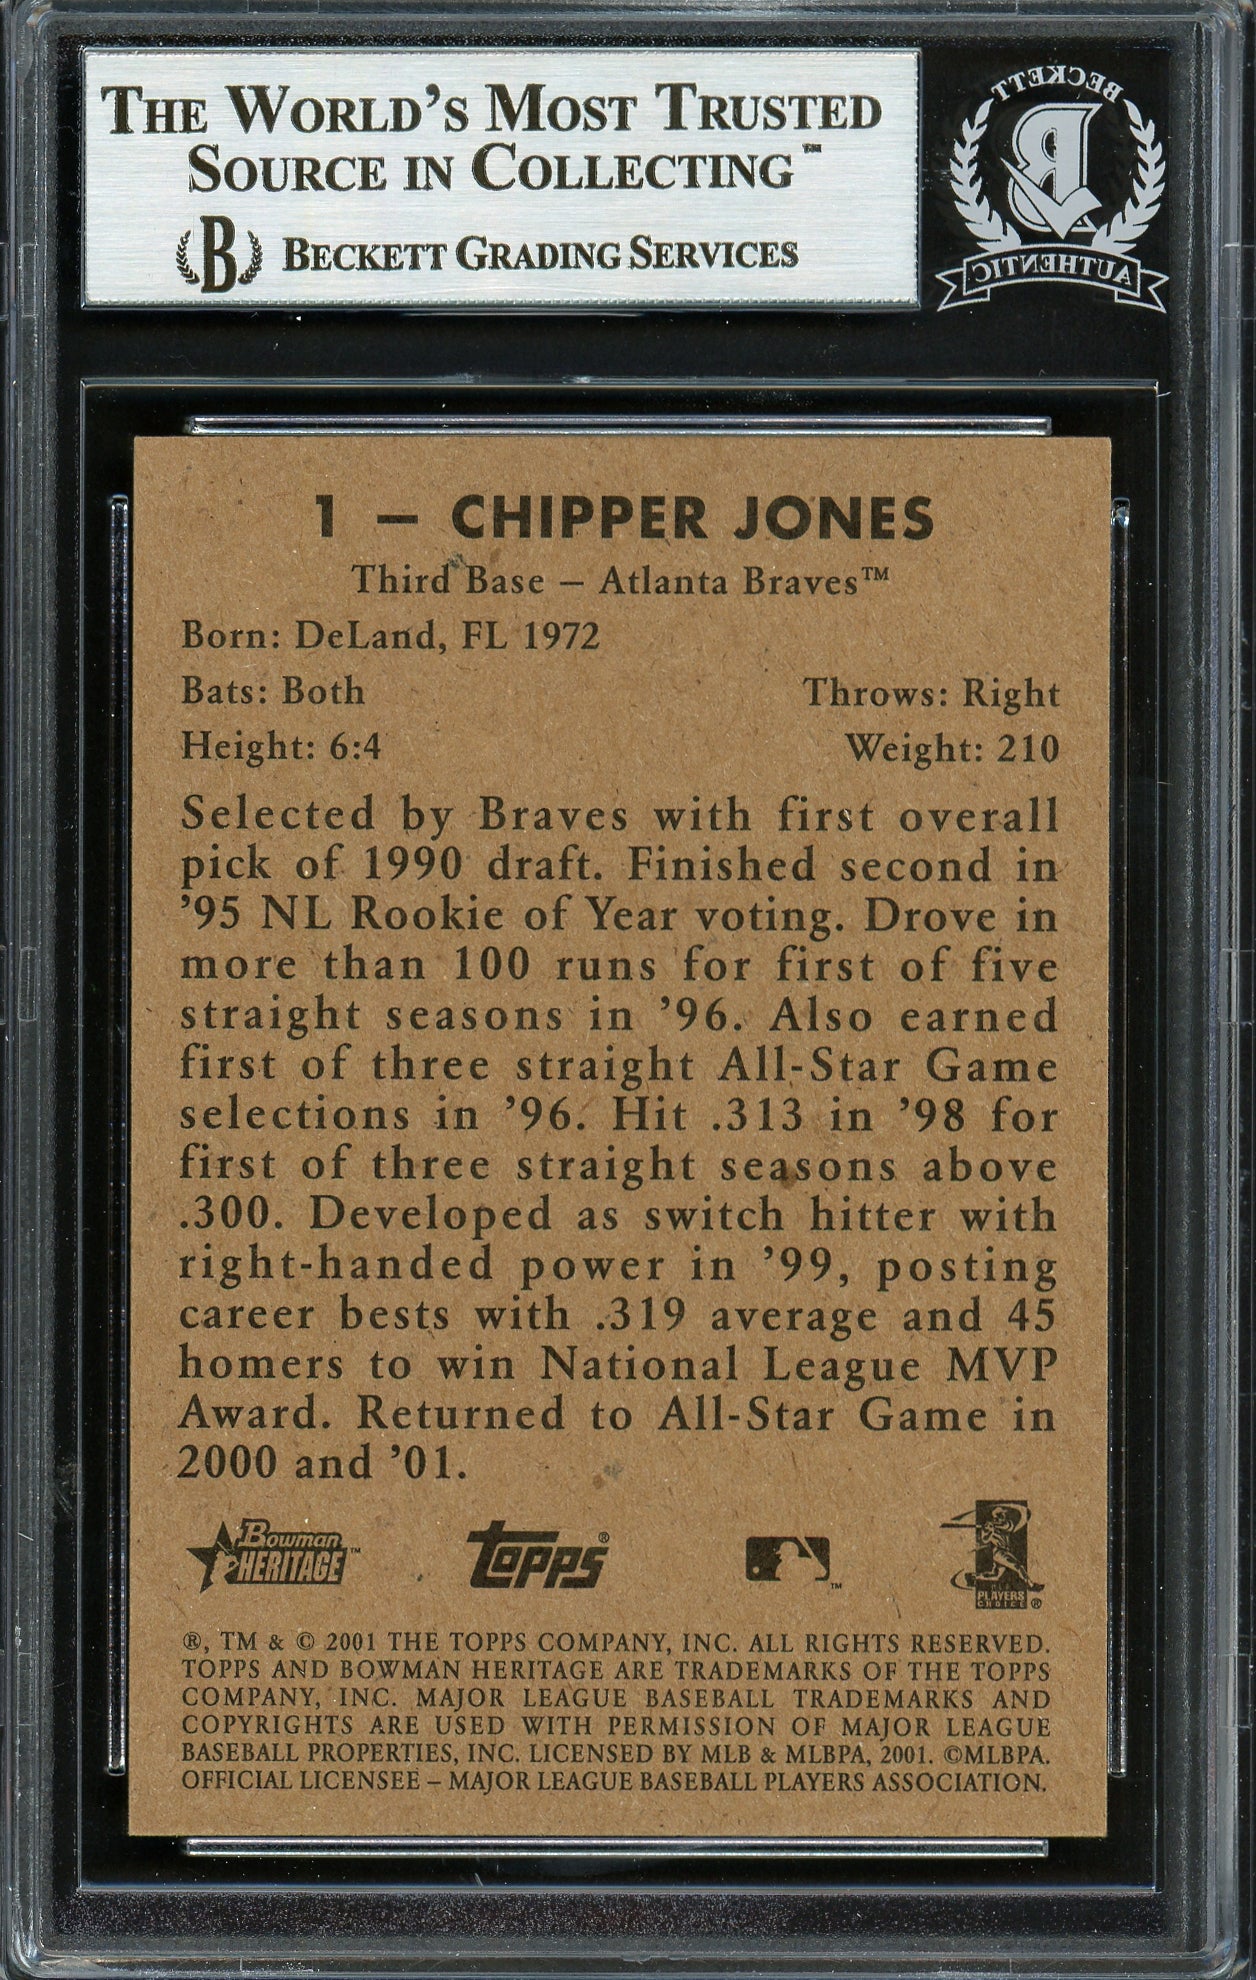 THE WORLD'S MOST TRUSTED
SOURCE IN COLLECTING™
B BECKETT GRADING SERVICES
BECKETT
B
AUTHENTIC
1 – CHIPPER JONES
Third Base – Atlanta Braves™
Born: DeLand, FL 1972
Bats: Both Throws: Right
Height: 6:4 Weight: 210
Selected by Braves with first overall
pick of 1990 draft. Finished second in
’95 NL Rookie of Year voting. Drove in
more than 100 runs for first of five
straight seasons in ’96. Also earned
first of three straight All-Star Game
selections in ’96. Hit .313 in ’98 for
first of three straight seasons above
.300. Developed as switch hitter with
right-handed power in ’99, posting
career bests with .319 average and 45
homers to win National League MVP
Award. Returned to All-Star Game in
2000 and ’01.
Bowman HERITAGE™
Topps®
™
PLAYERS CHOICE ®
®, TM & © 2001 THE TOPPS COMPANY, INC. ALL RIGHTS RESERVED.
TOPPS AND BOWMAN HERITAGE ARE TRADEMARKS OF THE TOPPS
COMPANY, INC. MAJOR LEAGUE BASEBALL TRADEMARKS AND
COPYRIGHTS ARE USED WITH PERMISSION OF MAJOR LEAGUE
BASEBALL PROPERTIES, INC. LICENSED BY MLB & MLBPA, 2001. ©MLBPA.
OFFICIAL LICENSEE – MAJOR LEAGUE BASEBALL PLAYERS ASSOCIATION.